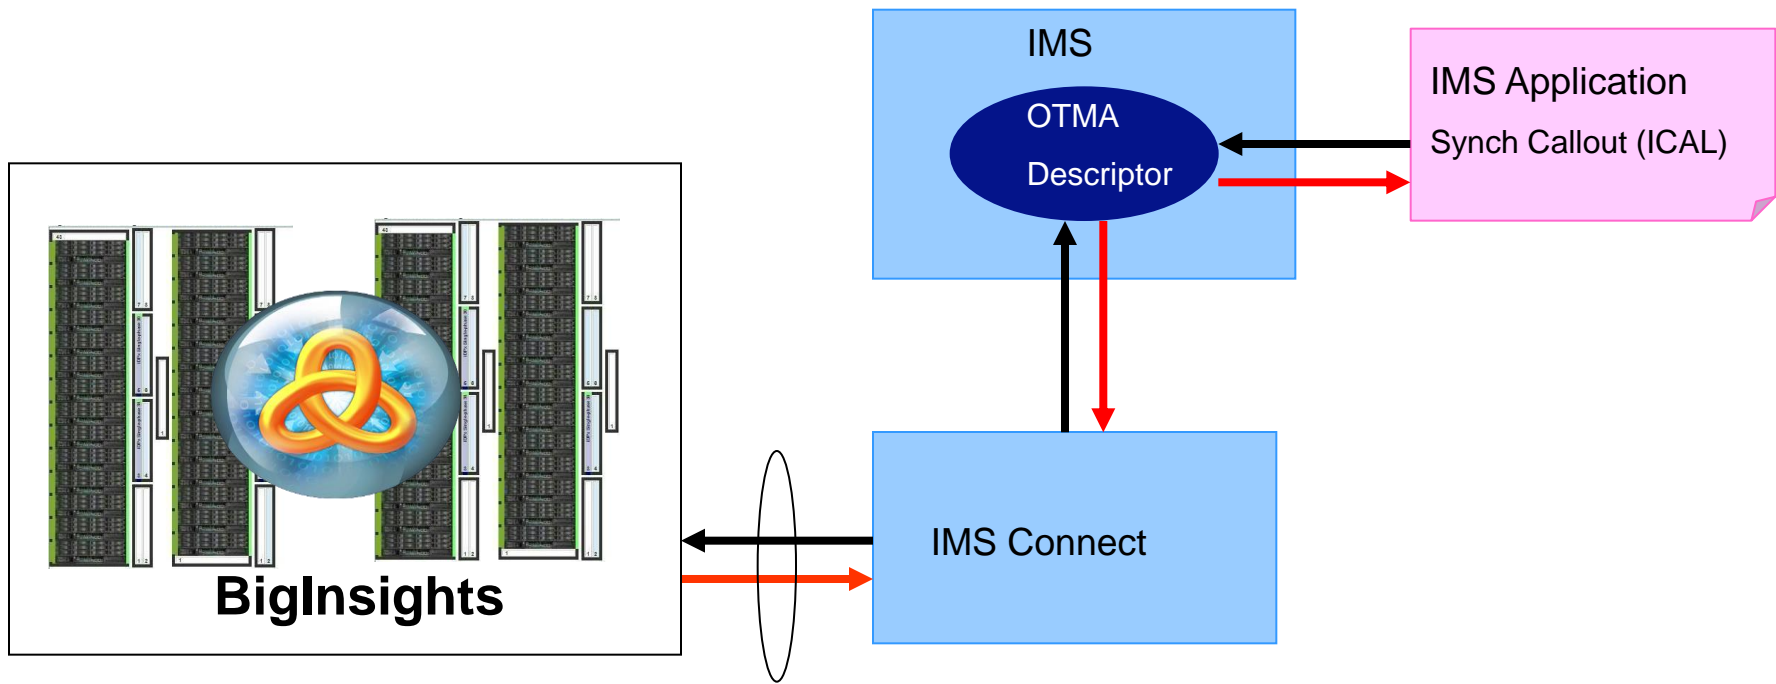 IMS
OTMA
Descriptor
IMS Application
Synch Callout (ICAL)
BigInsights
IMS Connect